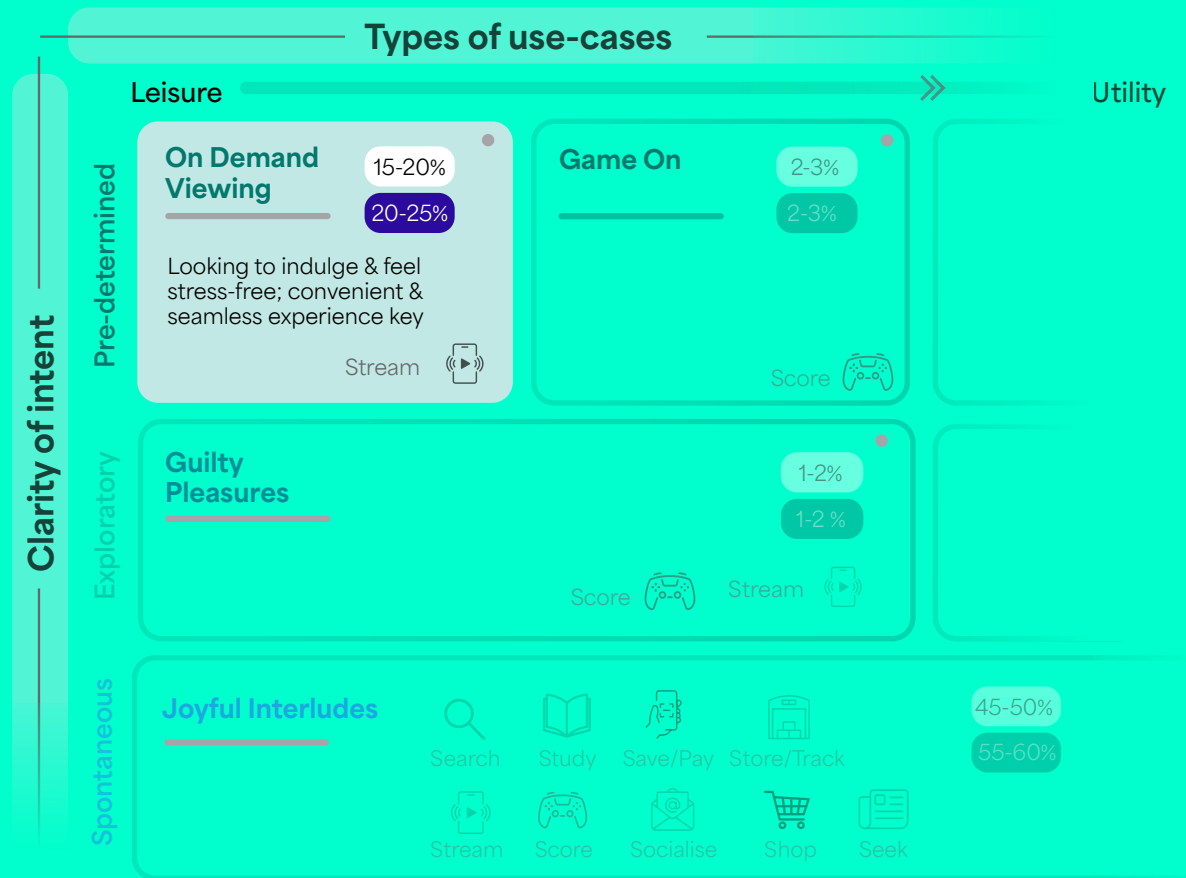 Types of use-cases
Leisure
Utility
Clarity of intent
Pre-determined
On Demand
Viewing
15-20%
20-25%
Looking to indulge & feel
stress-free; convenient &
seamless experience key
Stream
Game On
2-3%
2-3%
Score
Exploratory
Guilty
Pleasures
1-2%
1-2 %
Score
Stream
Spontaneous
Joyful Interludes
45-50%
55-60%
Search
Study
Save/Pay
Store/Track
Stream
Score
Socialise
Shop
Seek